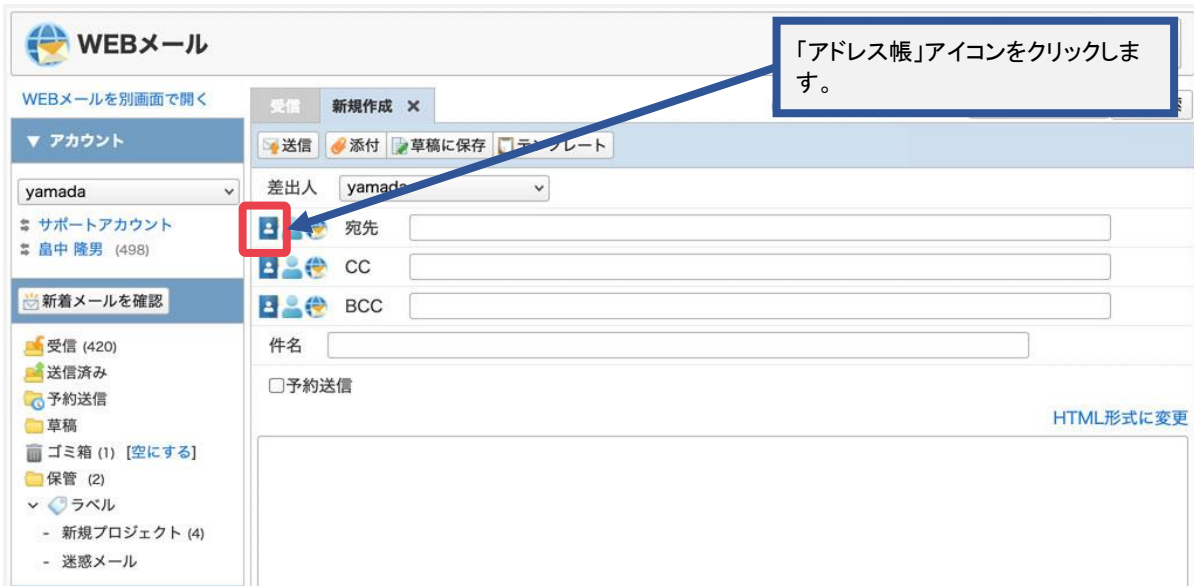 WEBメール
「アドレス帳」アイコンをクリックしま
す。
WEBメールを別画面で開く
受信 新規作成 ×
▼ アカウント
送信 添付 草稿に保存 テンプレート
yamada
差出人 yamada
サポートアカウント
畠中 隆男 (498)
宛先
CC
新着メールを確認
BCC
受信 (420)
件名
送信済み
予約送信
□予約送信
草稿
HTML形式に変更
ゴミ箱 (1) [空にする]
保管 (2)
ラベル
- 新規プロジェクト (4)
- 迷惑メール